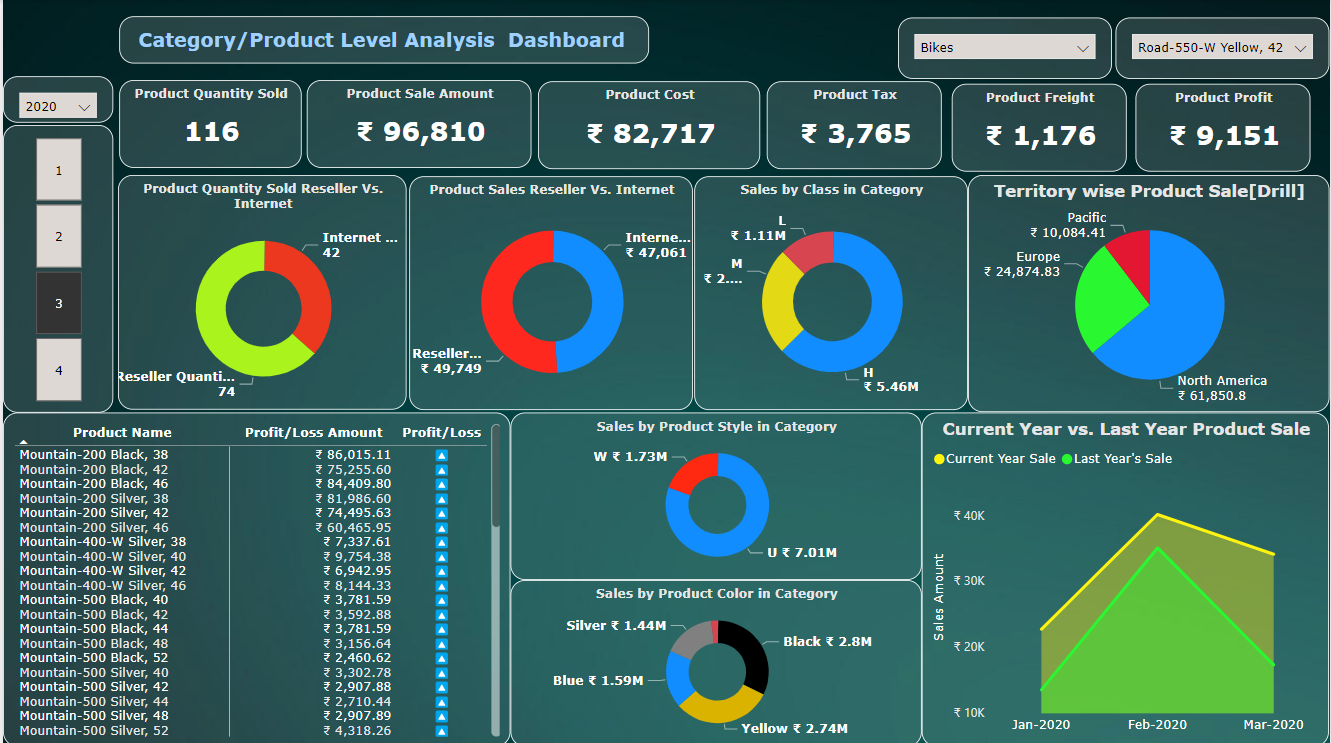 Category/Product Level Analysis  Dashboard
Bikes
Road-550-W Yellow, 42
2020
Product Quantity Sold
116
Product Sale Amount
₹ 96,810
Product Cost
₹ 82,717
Product Tax
₹ 3,765
Product Freight
₹ 1,176
Product Profit
₹ 9,151
1
2
3
4
Product Quantity Sold Reseller Vs.
Internet
Internet ...
42
Reseller Quanti...
74
Product Sales Reseller Vs. Internet
Interne...
₹ 47,061
Reseller...
₹ 49,749
Sales by Class in Category
L
₹ 1.11M
M
₹ 2....
H
₹ 5.46M
Territory wise Product Sale[Drill]
Pacific
₹ 10,084.41
Europe
₹ 24,874.83
North America
₹ 61,850.8
Product Name Profit/Loss Amount Profit/Loss
Mountain-200 Black, 38 ₹ 86,015.11
Mountain-200 Black, 42 ₹ 75,255.60
Mountain-200 Black, 46 ₹ 84,409.80
Mountain-200 Silver, 38 ₹ 81,986.60
Mountain-200 Silver, 42 ₹ 74,495.63
Mountain-200 Silver, 46 ₹ 60,465.95
Mountain-400-W Silver, 38 ₹ 7,337.61
Mountain-400-W Silver, 40 ₹ 9,754.38
Mountain-400-W Silver, 42 ₹ 6,942.95
Mountain-400-W Silver, 46 ₹ 8,144.33
Mountain-500 Black, 40 ₹ 3,781.59
Mountain-500 Black, 42 ₹ 3,592.88
Mountain-500 Black, 44 ₹ 3,781.59
Mountain-500 Black, 48 ₹ 3,156.64
Mountain-500 Black, 52 ₹ 2,460.62
Mountain-500 Silver, 40 ₹ 3,302.78
Mountain-500 Silver, 42 ₹ 2,907.88
Mountain-500 Silver, 44 ₹ 2,710.44
Mountain-500 Silver, 48 ₹ 2,907.89
Mountain-500 Silver, 52 ₹ 4,318.26
Sales by Product Style in Category
W ₹ 1.73M
U ₹ 7.01M
Sales by Product Color in Category
Silver ₹ 1.44M
Black ₹ 2.8M
Blue ₹ 1.59M
Yellow ₹ 2.74M
Current Year vs. Last Year Product Sale
Current Year Sale Last Year's Sale
Sales Amount
₹ 40K
₹ 30K
₹ 20K
₹ 10K
Jan-2020 Feb-2020 Mar-2020